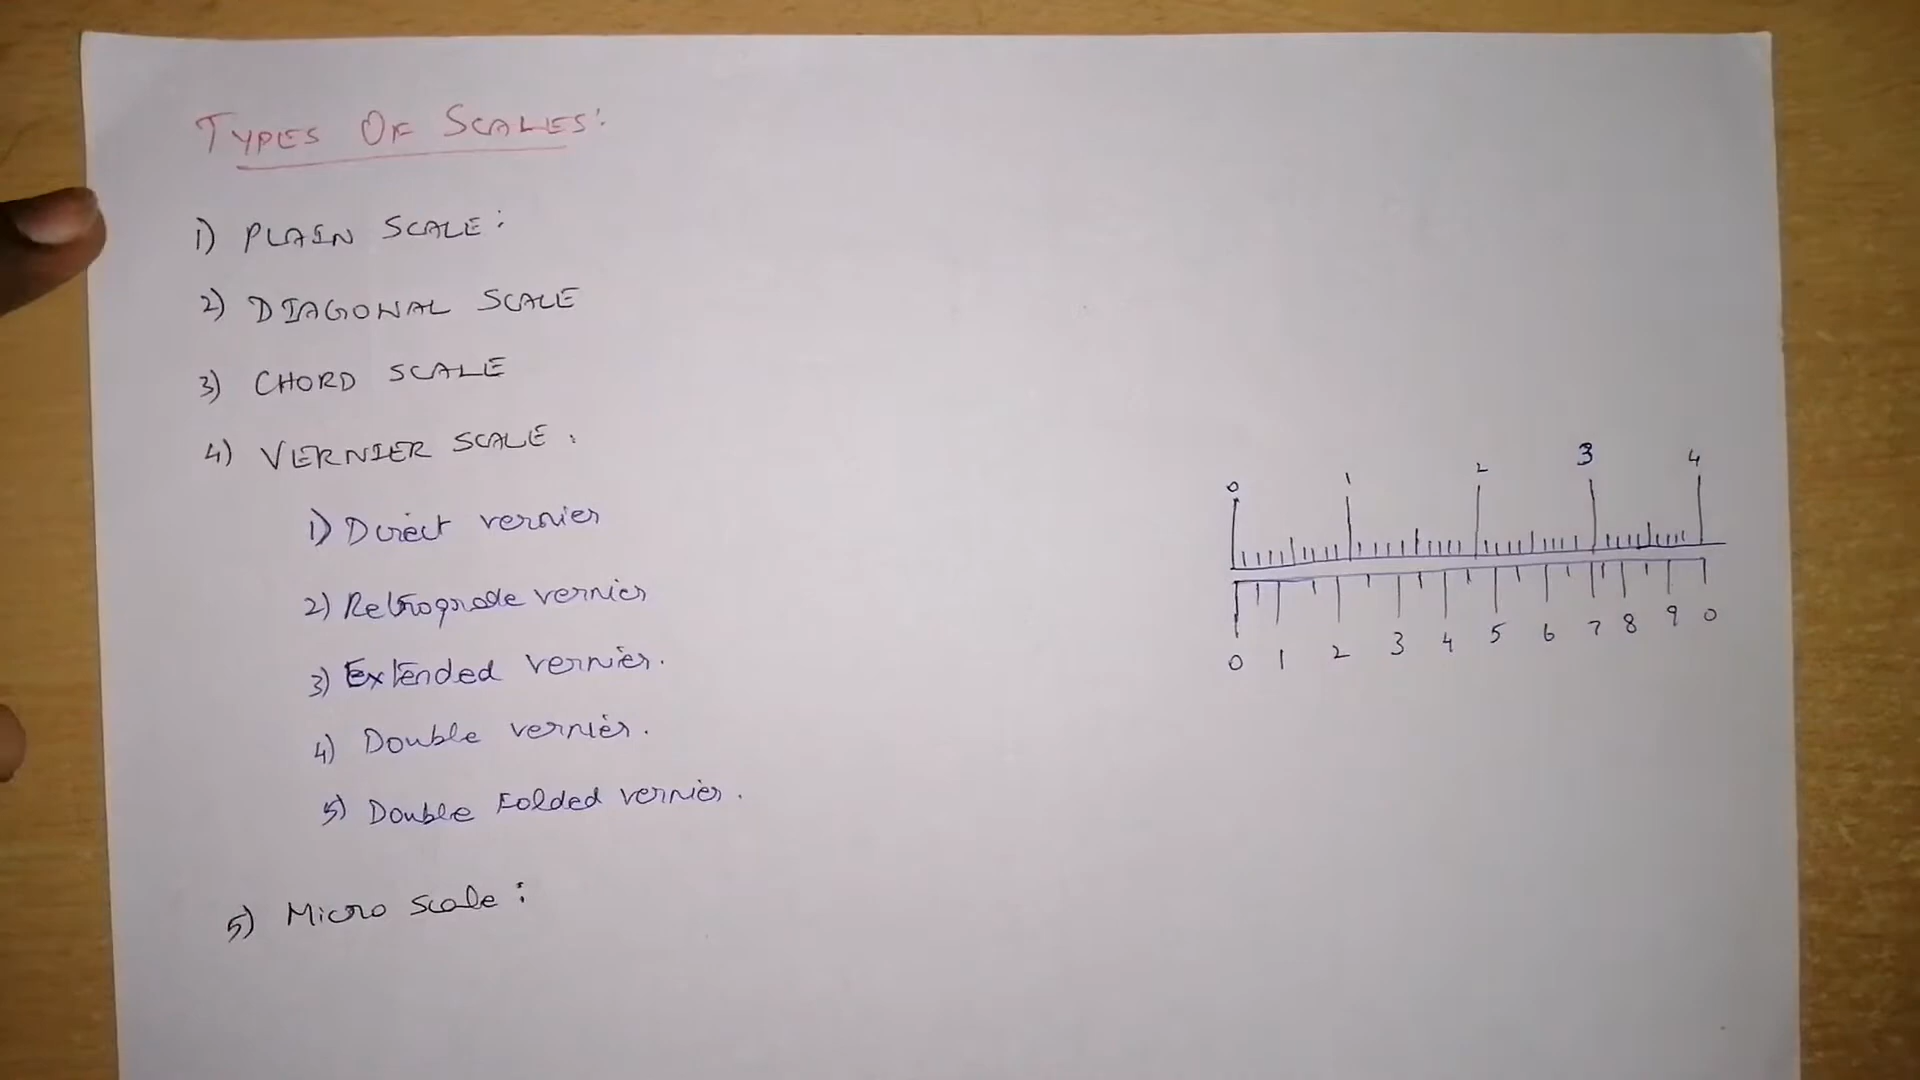 TYPES OF SCALES:
1) PLAIN SCALE:
2) DIAGONAL SCALE
3) CHORD SCALE
4) VERNIER SCALE:
1) Direct vernier
2) Retrograde vernier
3) Extended vernier.
4) Double vernier.
5) Double Folded vernier.
5) Micro scale:
0 1 2 3 4
0 1 2 3 4 5 6 7 8 9 0